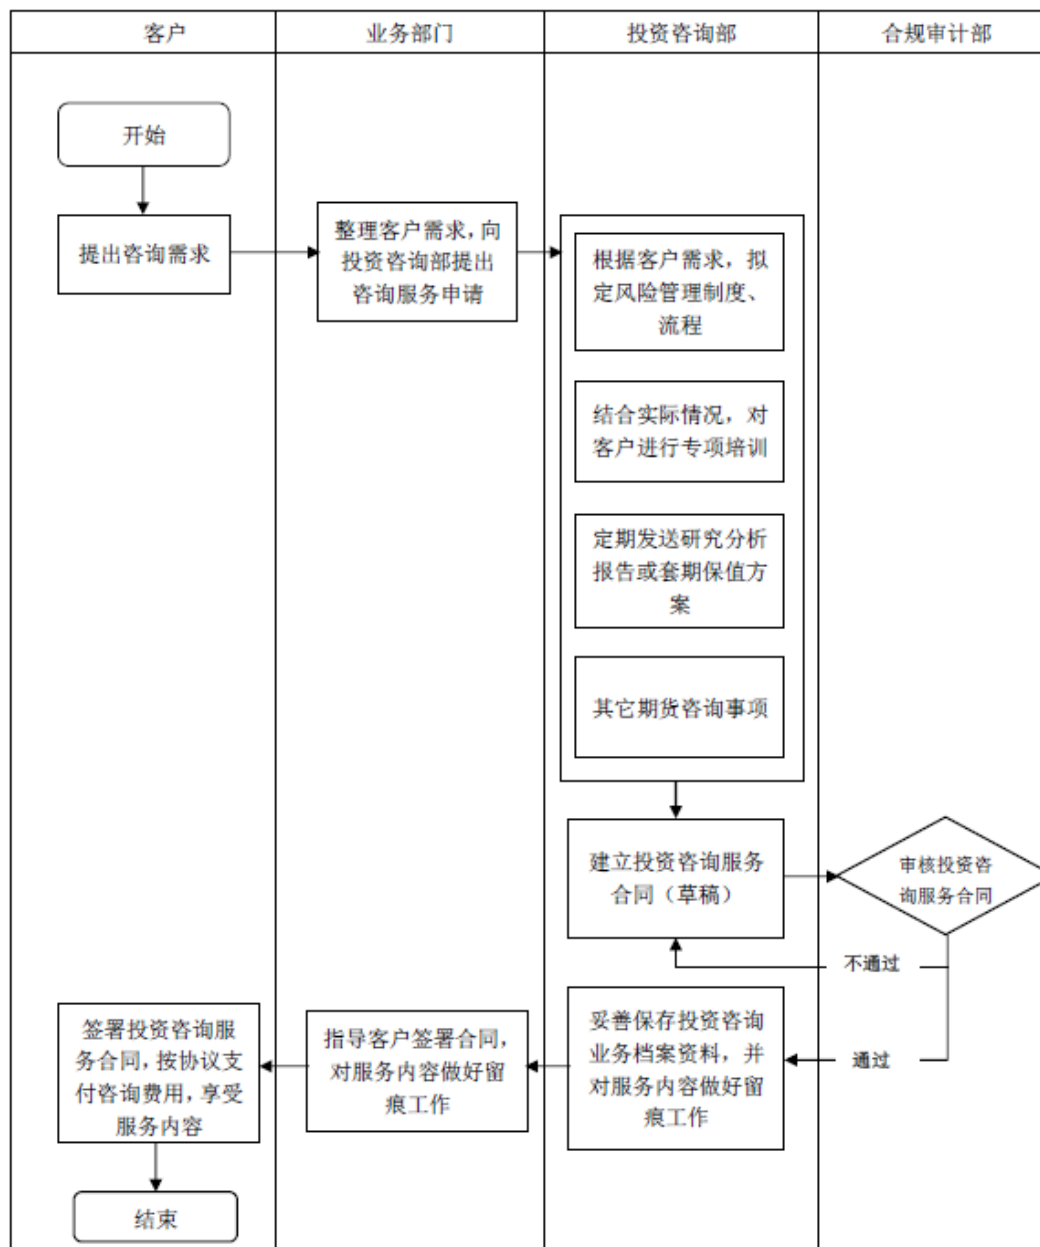 客户
业务部门
投资咨询部
合规审计部
开始
提出咨询需求
整理客户需求，向
投资咨询部提出
咨询服务申请
根据客户需求，拟
定风险管理制度、
流程
结合实际情况，对
客户进行专项培训
定期发送研究分析
报告或套期保值方
案
其它期货咨询事项
建立投资咨询服务
合同（草稿）
审核投资咨
询服务合同
不通过
通过
妥善保存投资咨询
业务档案资料，并
对服务内容做好留
痕工作
指导客户签署合同，
对服务内容做好留
痕工作
签署投资咨询服
务合同，按协议支
付咨询费用，享受
服务内容
结束